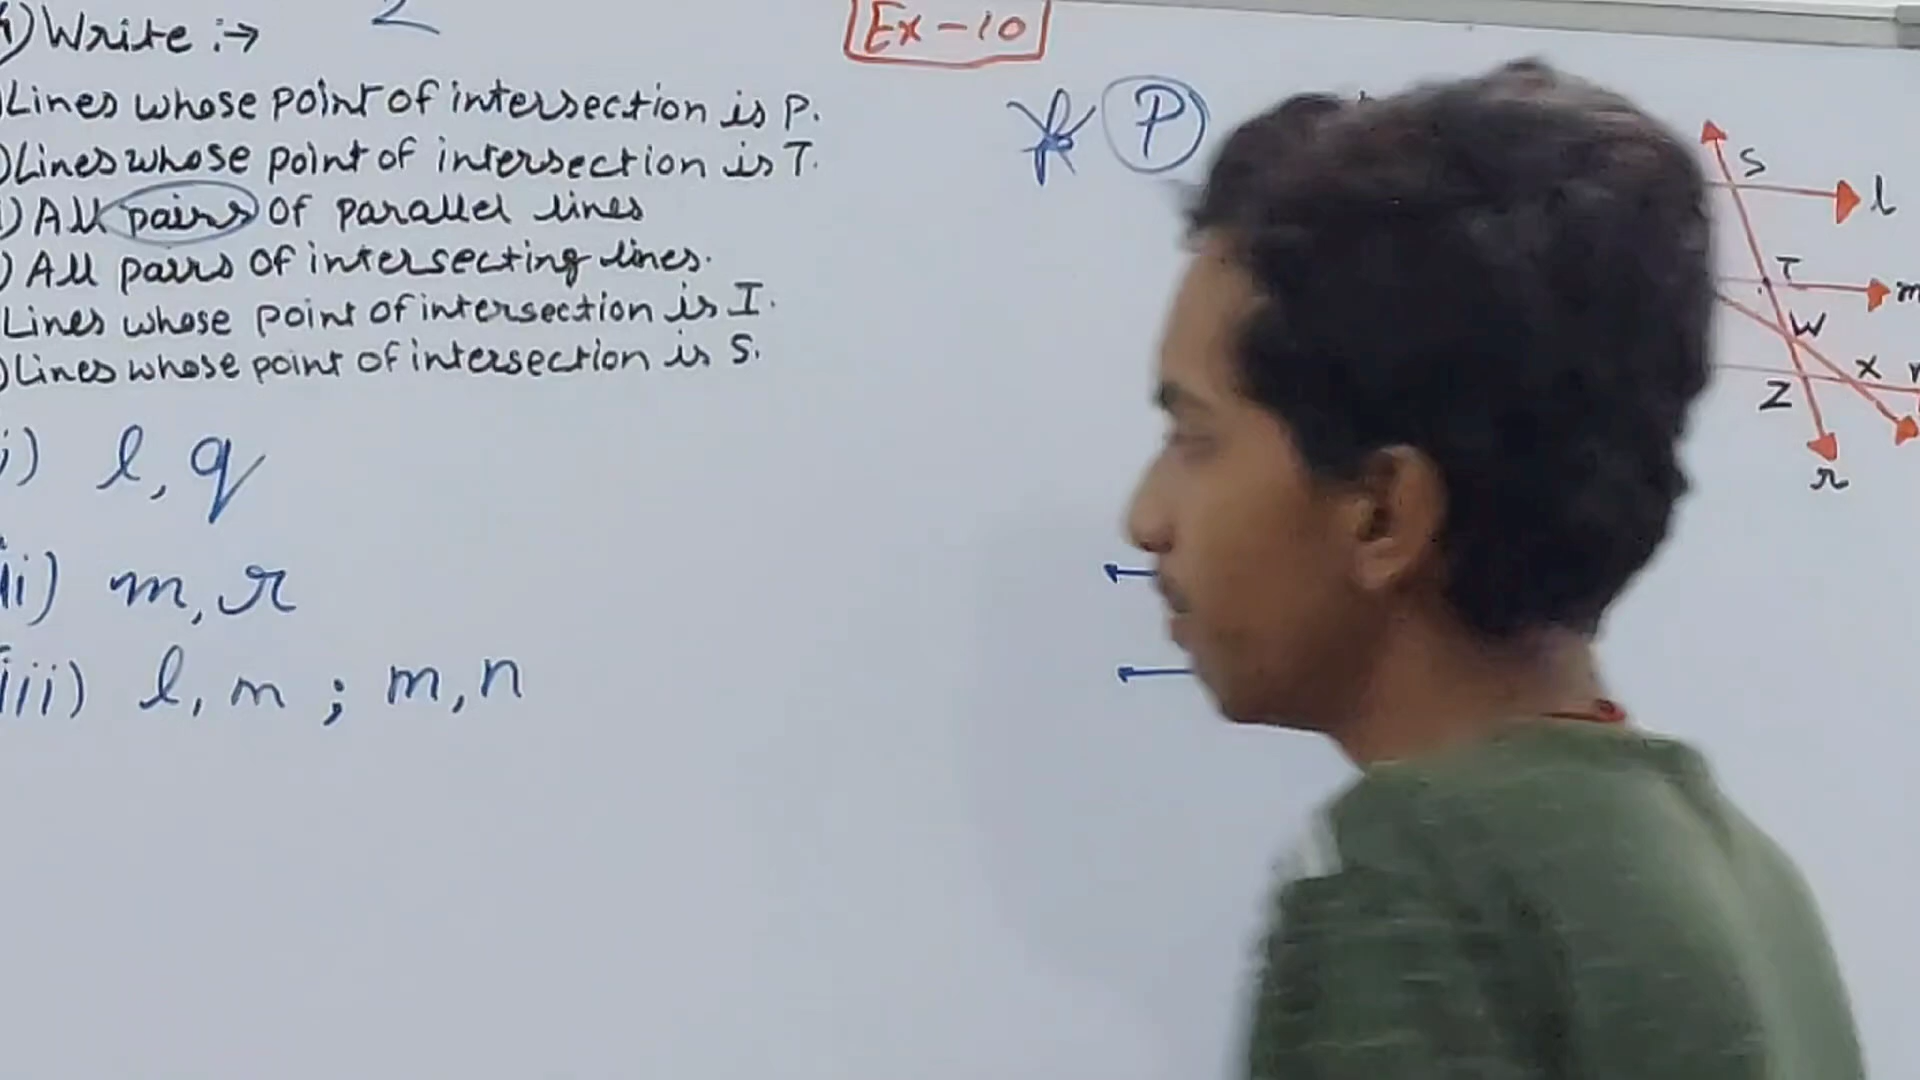 ) Write :→
2
Ex-10
) Lines whose point of intersection is P.
) Lines whose point of intersection is T.
i) All pairs of parallel lines
) All pairs of intersecting lines.
Lines whose point of intersection is I.
) Lines whose point of intersection is S.
i) l, q
ii) m, r
iii) l, m ; m, n
P
S
l
T
m
W
X
Z
r